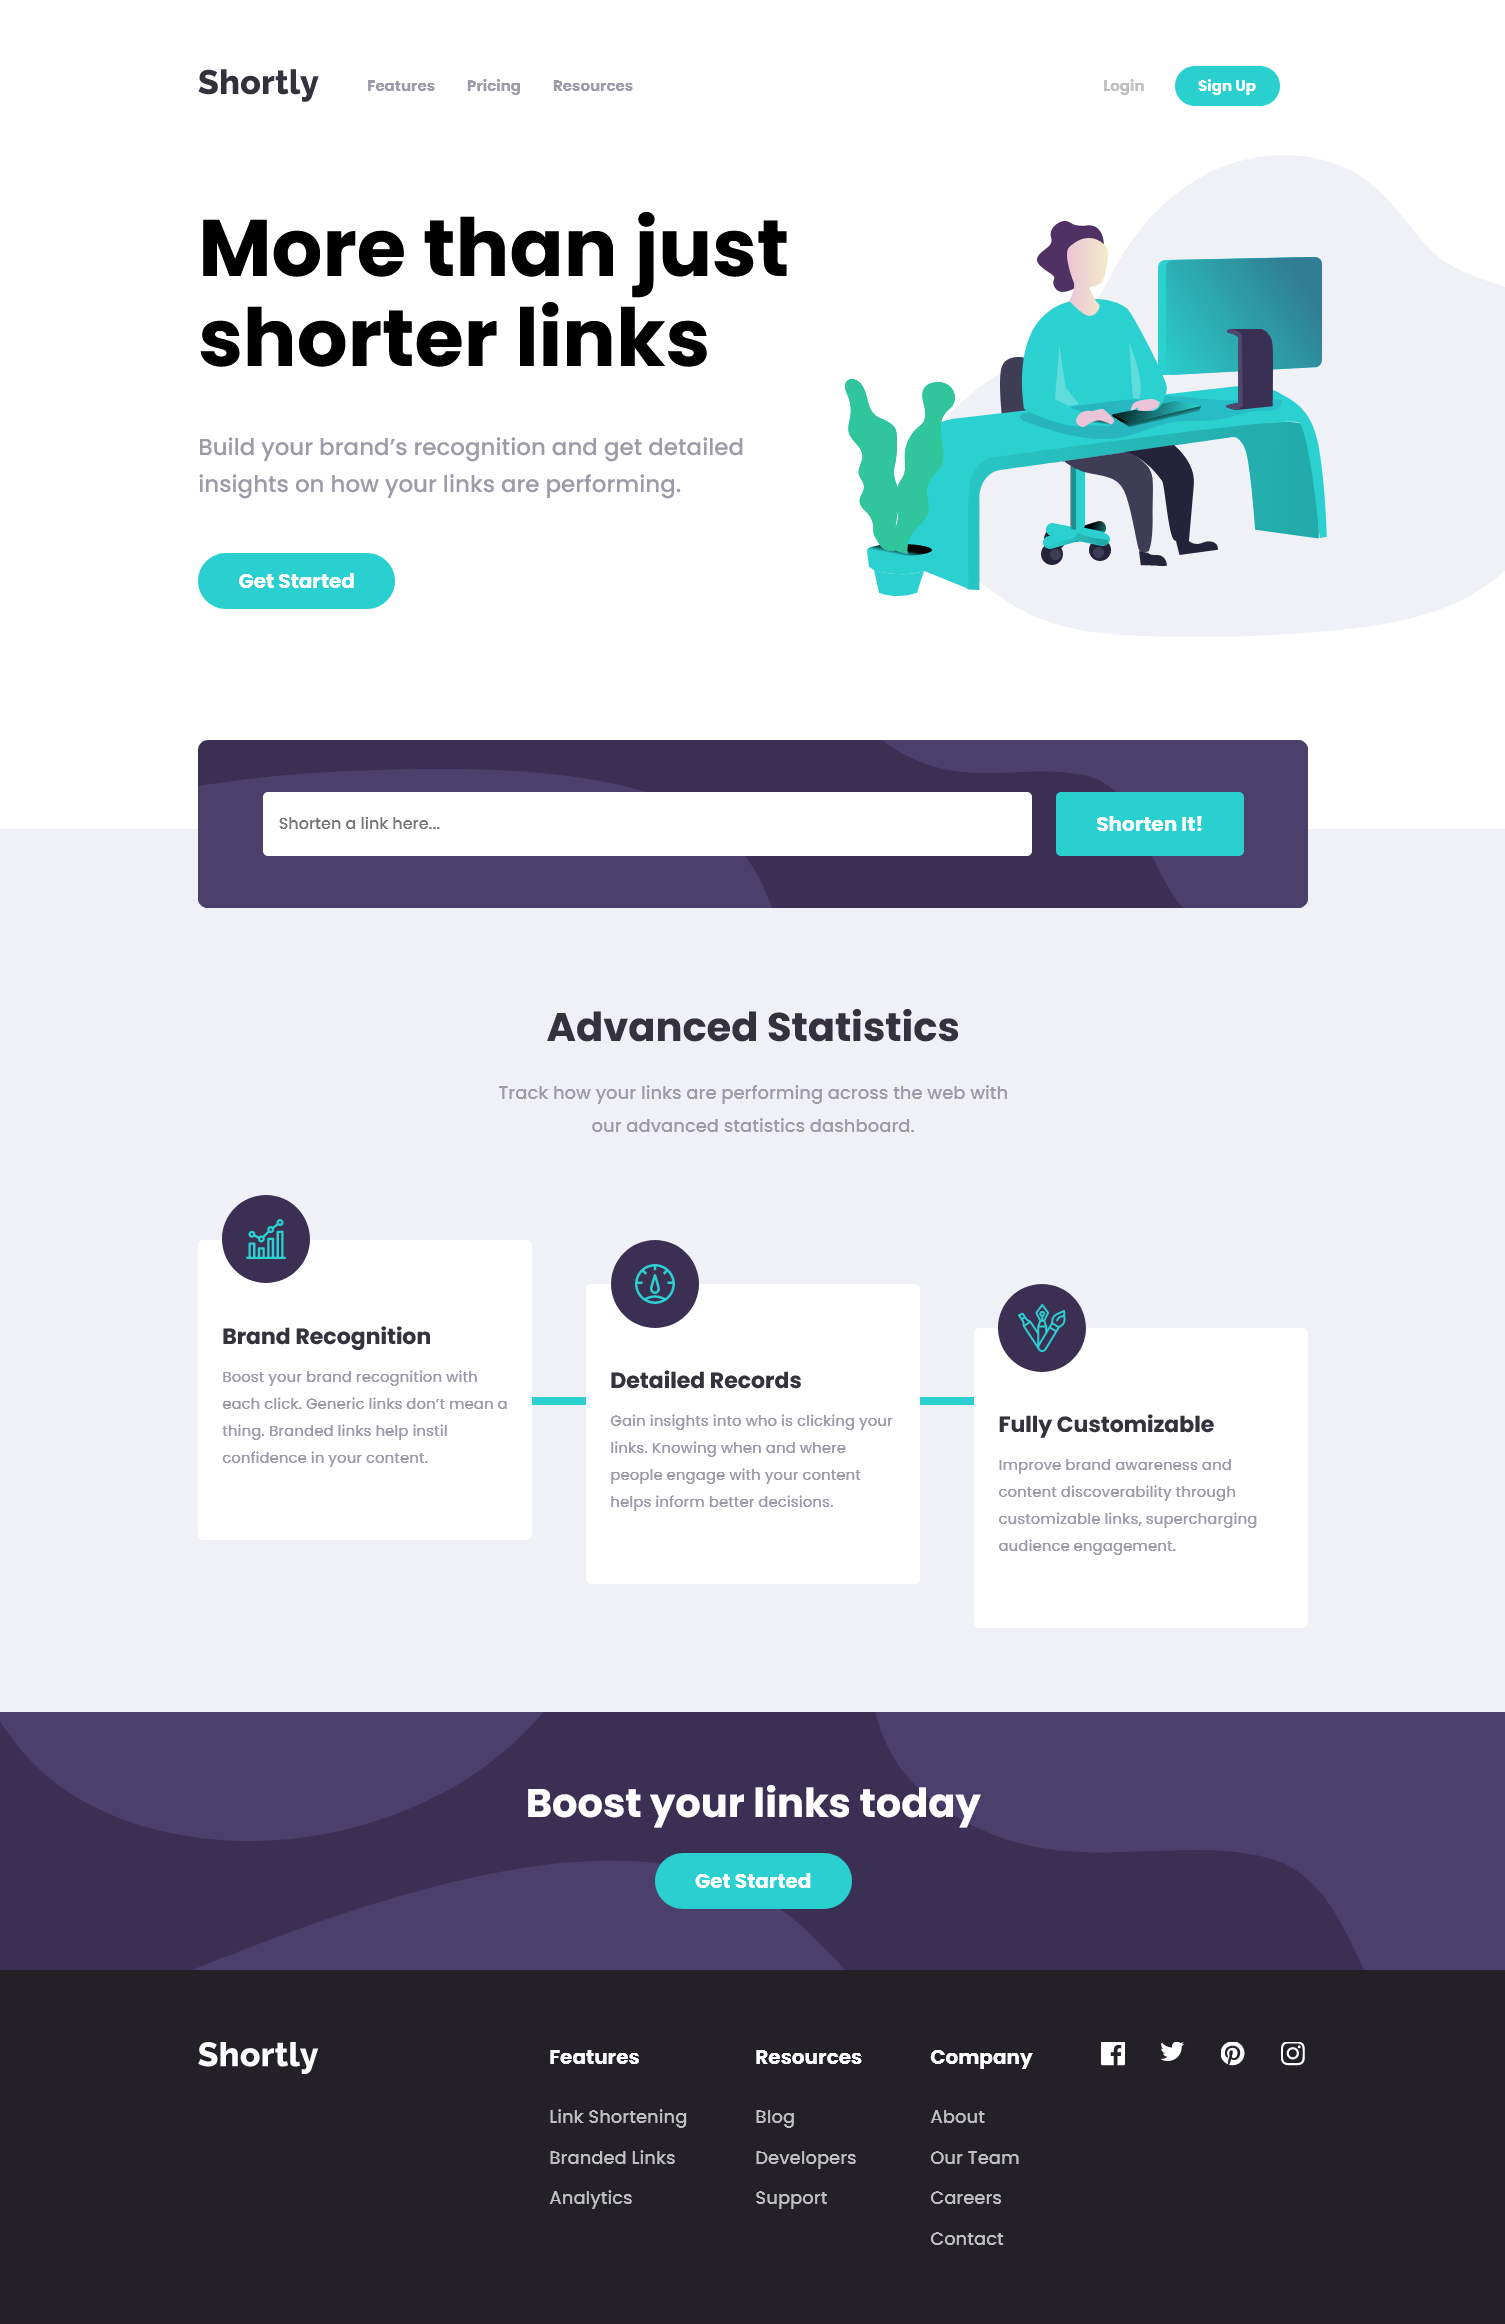 Shortly
Features Pricing Resources
Login Sign Up
More than just
shorter links
Build your brand’s recognition and get detailed
insights on how your links are performing.
Get Started
Shorten a link here...
Shorten It!
Advanced Statistics
Track how your links are performing across the web with
our advanced statistics dashboard.
Brand Recognition
Boost your brand recognition with
each click. Generic links don’t mean a
thing. Branded links help instil
confidence in your content.
Detailed Records
Gain insights into who is clicking your
links. Knowing when and where
people engage with your content
helps inform better decisions.
Fully Customizable
Improve brand awareness and
content discoverability through
customizable links, supercharging
audience engagement.
Boost your links today
Get Started
Shortly
Features
Link Shortening
Branded Links
Analytics
Resources
Blog
Developers
Support
Company
About
Our Team
Careers
Contact